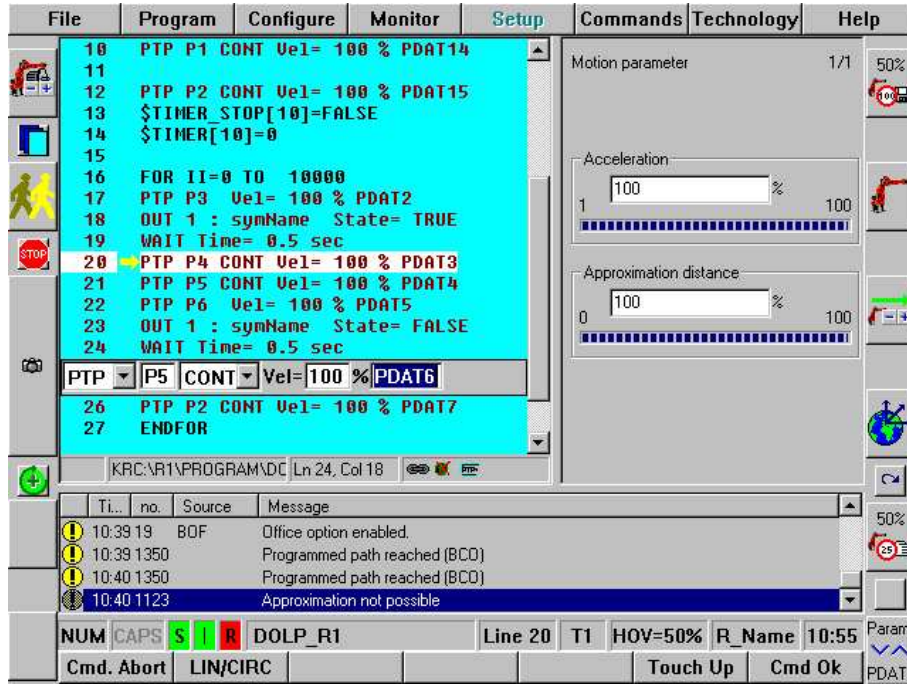 File Program Configure Monitor Setup Commands Technology Help
10 PTP P1 CONT Vel= 100 % PDAT14
11
12 PTP P2 CONT Vel= 100 % PDAT15
13 $TIMER_STOP[10]=FALSE
14 $TIMER[10]=0
15
16 FOR II=0 TO 10000
17 PTP P3 Vel= 100 % PDAT2
18 OUT 1 : symName State= TRUE
19 WAIT Time= 0.5 sec
20 PTP P4 CONT Vel= 100 % PDAT3
21 PTP P5 CONT Vel= 100 % PDAT4
22 PTP P6 Vel= 100 % PDAT5
23 OUT 1 : symName State= FALSE
24 WAIT Time= 0.5 sec
PTP P5 CONT Vel= 100 % PDAT6
26 PTP P2 CONT Vel= 100 % PDAT7
27 ENDFOR
KRC:\R1\PROGRAM\DC Ln 24, Col 18
Motion parameter 1/1
Acceleration
100 %
1 100
Approximation distance
100 %
0 100
STOP
50%
100
50%
25
Ti... no. Source Message
10:39 19 BOF Office option enabled.
10:39 1350 Programmed path reached (BCO)
10:40 1350 Programmed path reached (BCO)
10:40 1123 Approximation not possible
NUM CAPS S I R DOLP_R1 Line 20 T1 HOV=50% R_Name 10:55
Cmd. Abort LIN/CIRC Touch Up Cmd Ok
Param
PDAT